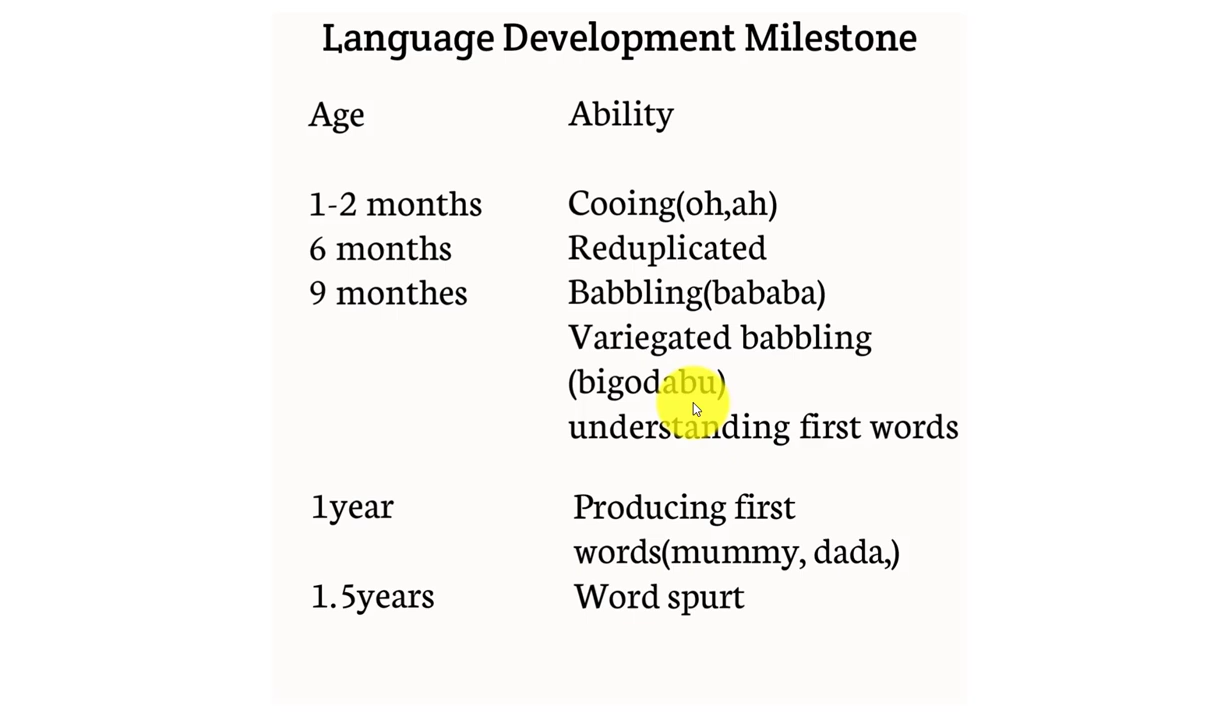 Language Development Milestone
Age Ability
1-2 months Cooing(oh,ah)
6 months Reduplicated
9 monthes Babbling(bababa)
Variegated babbling
(bigodabu)
understanding first words
1year Producing first
words(mummy, dada,)
1.5years Word spurt